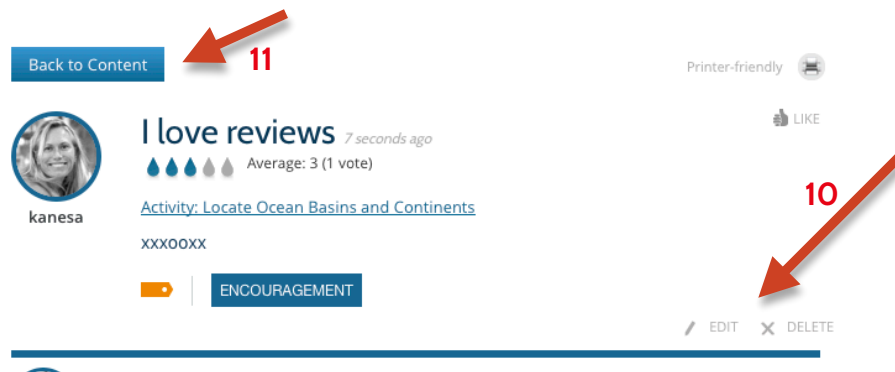 11
Back to Content
Printer-friendly
LIKE
I love reviews 7 seconds ago
Average: 3 (1 vote)
10
kanesa
Activity: Locate Ocean Basins and Continents
xxxooxx
ENCOURAGEMENT
EDIT DELETE